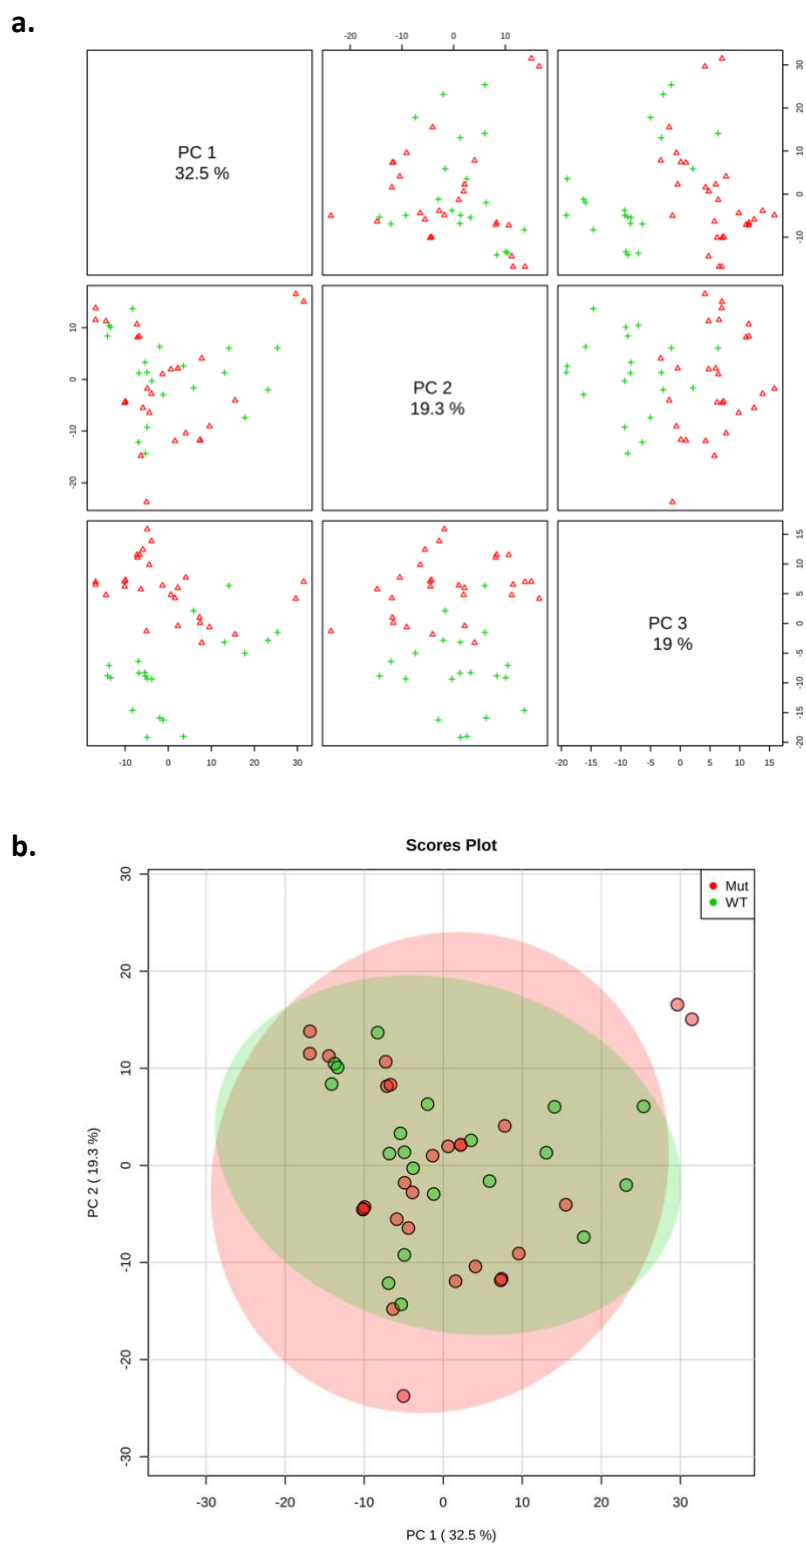 a.
-20 -10 0 10
PC 1
32.5 %
30
20
10
0
-10
10
0
-10
-20
PC 2
19.3 %
PC 3
19 %
15
10
5
0
-5
-10
-15
-20
-10 0 10 20 30
-20 -15 -10 -5 0 5 10 15
b.
Scores Plot
Mut
WT
30
20
10
0
-10
-20
-30
PC 2 ( 19.3 %)
-30 -20 -10 0 10 20 30
PC 1 ( 32.5 %)